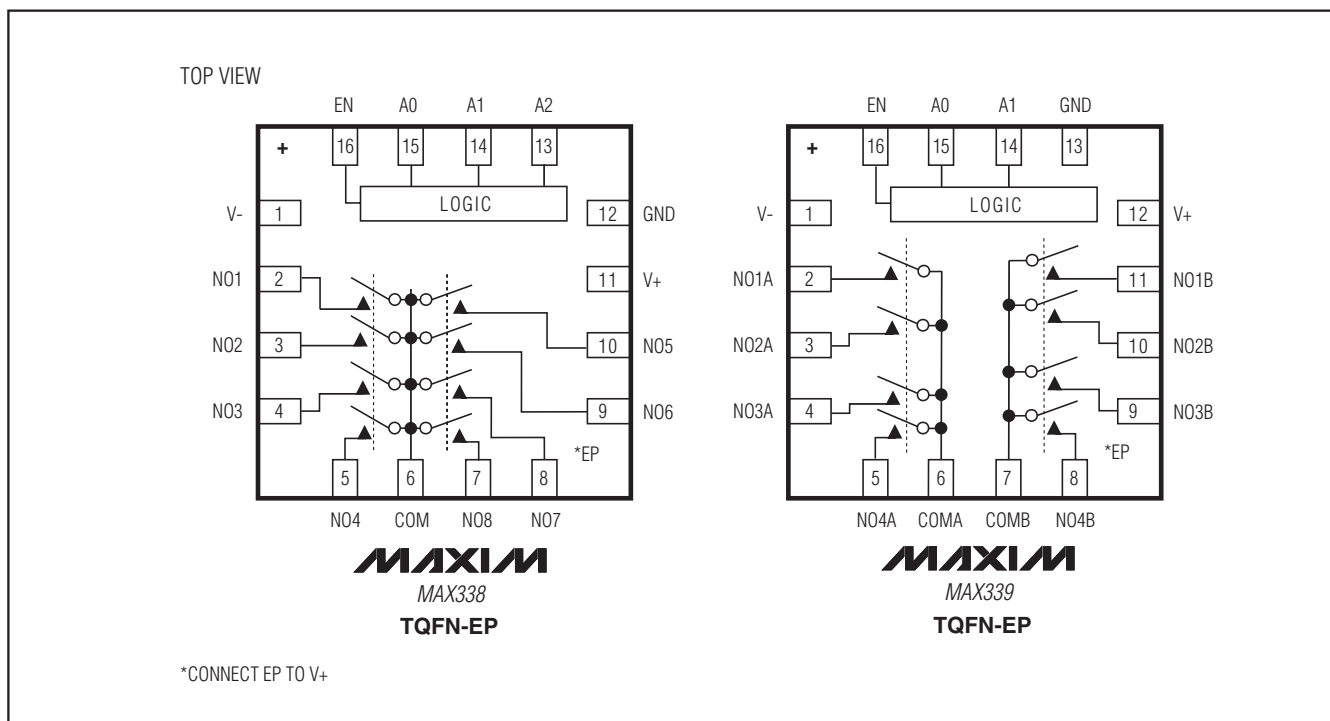 TOP VIEW
EN A0 A1 A2
+ 16 15 14 13
LOGIC
V- 1 12 GND
NO1 2 11 V+
NO2 3 10 NO5
NO3 4 9 NO6
*EP
5 6 7 8
NO4 COM NO8 NO7
MAXIM
MAX338
TQFN-EP
EN A0 A1 GND
+ 16 15 14 13
LOGIC
V- 1 12 V+
NO1A 2 11 NO1B
NO2A 3 10 NO2B
NO3A 4 9 NO3B
*EP
5 6 7 8
NO4A COMA COMB NO4B
MAXIM
MAX339
TQFN-EP
*CONNECT EP TO V+